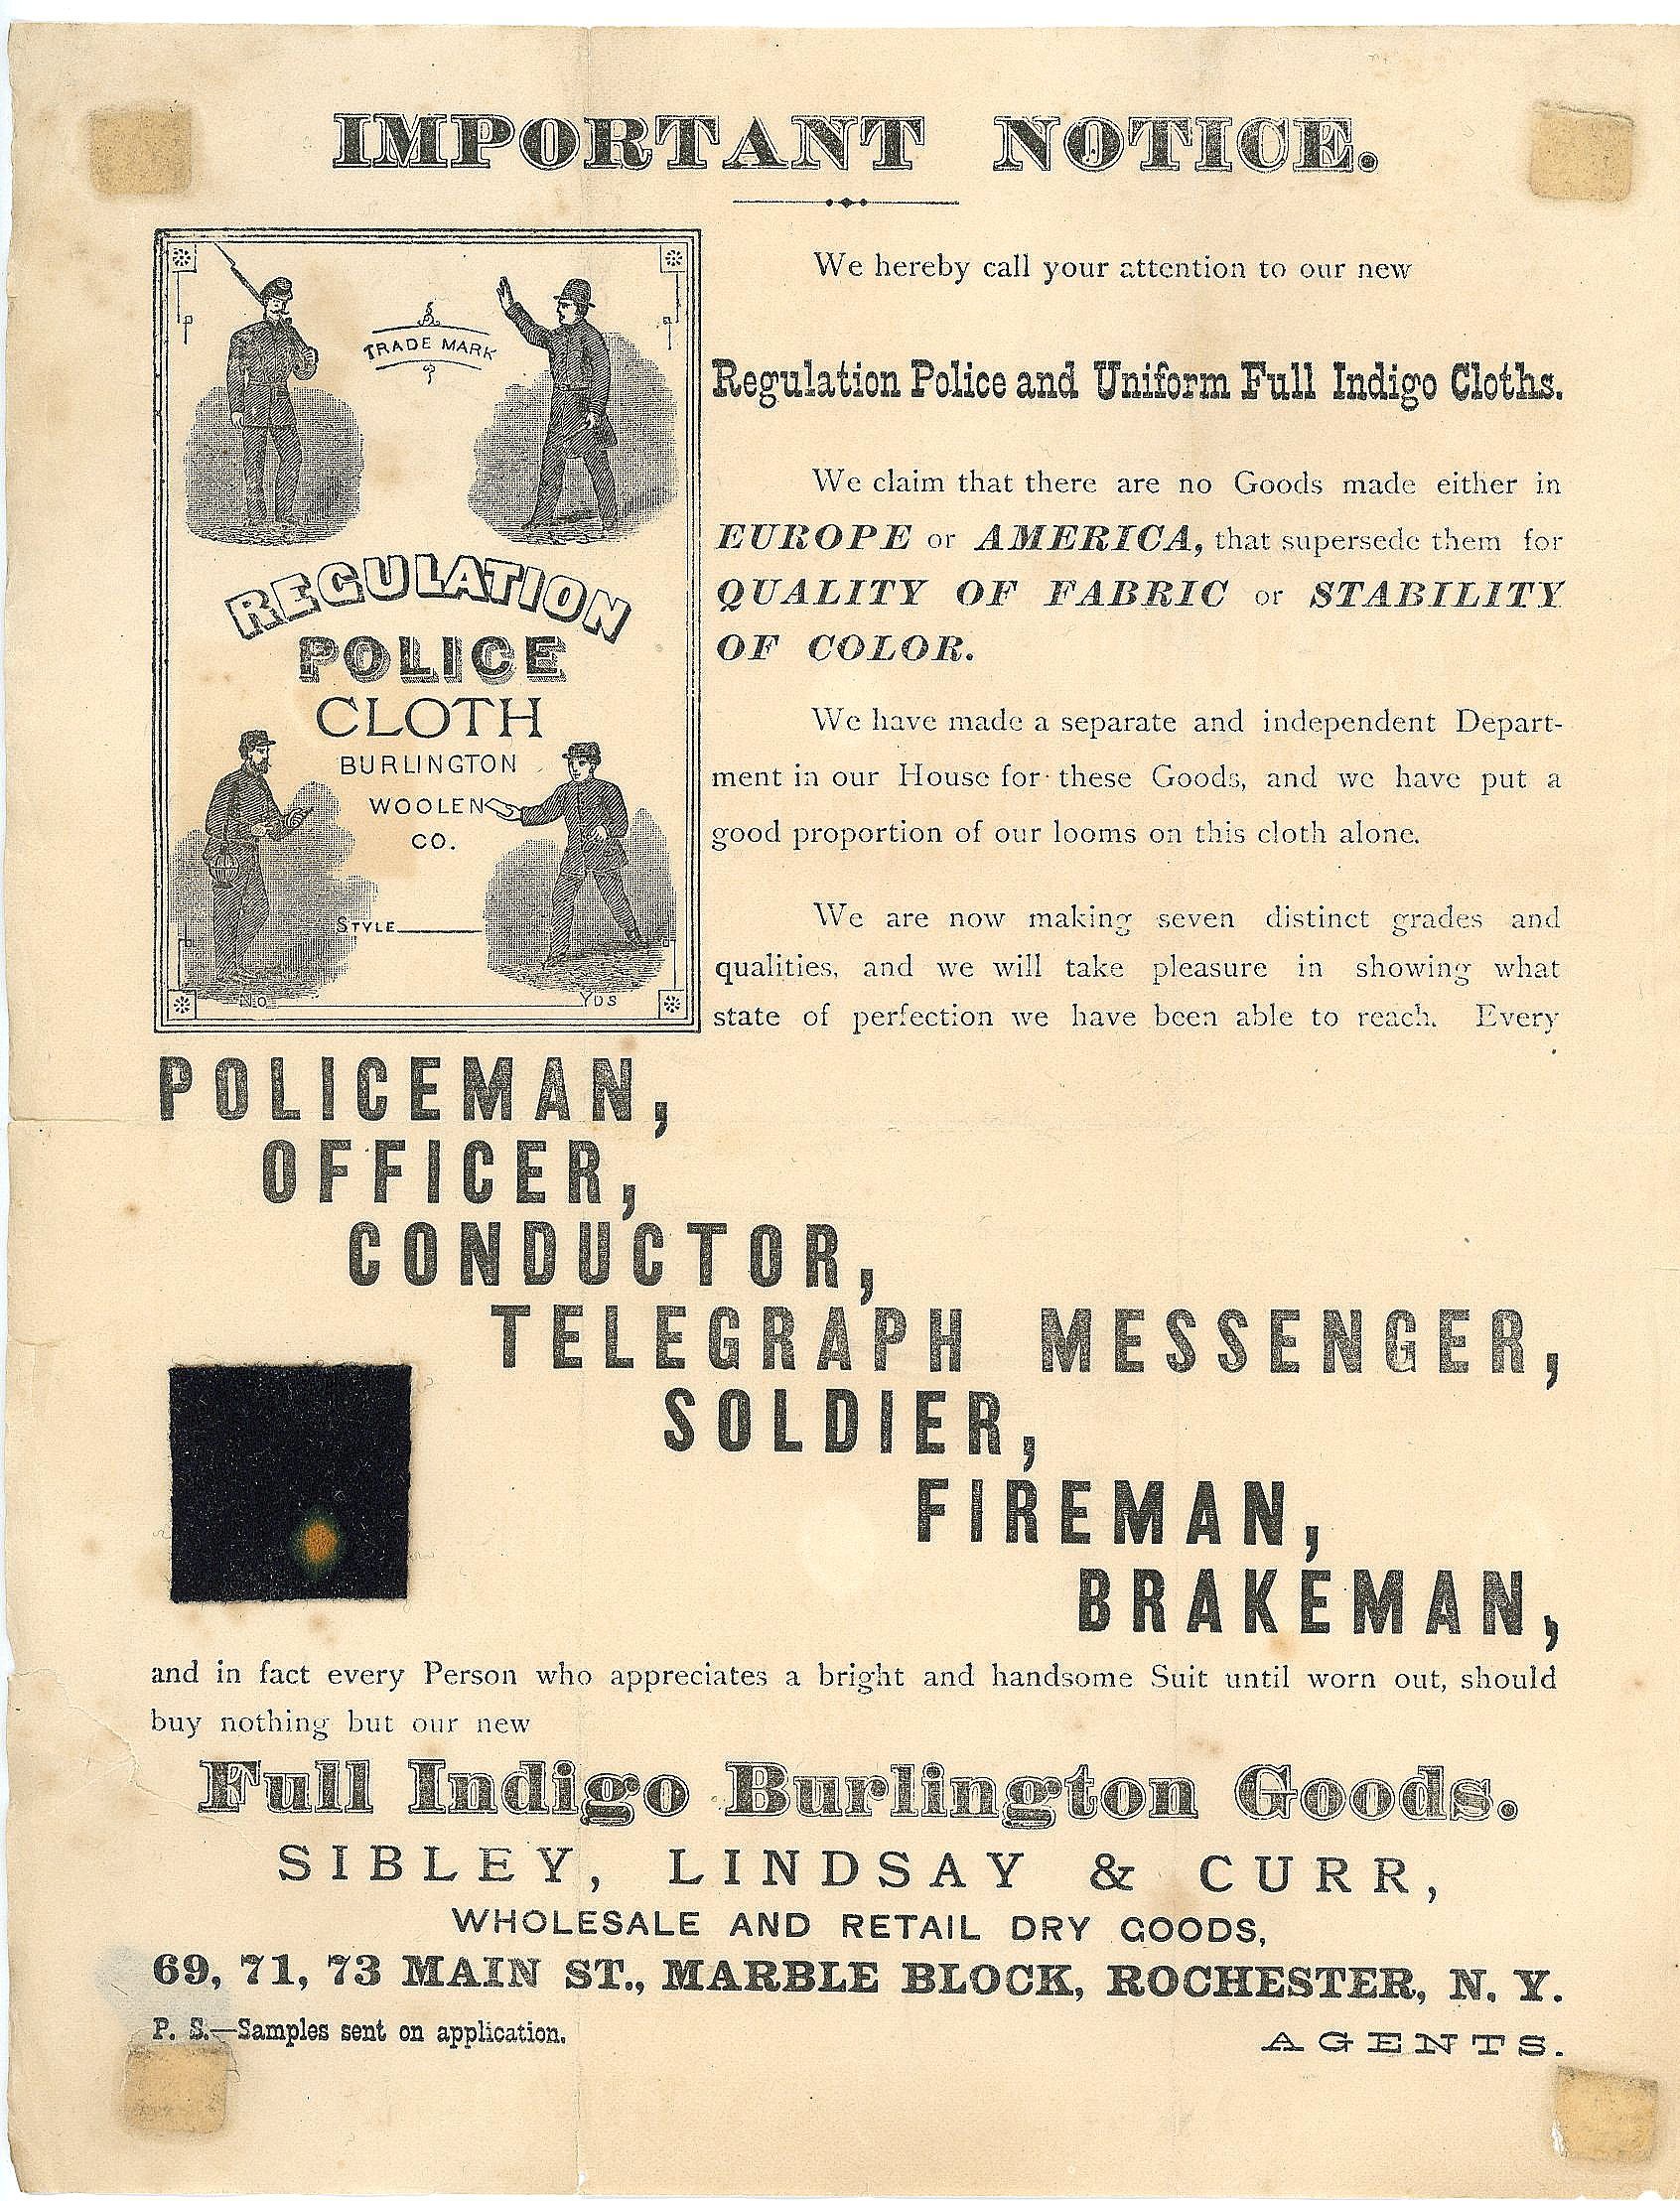 IMPORTANT NOTICE.
TRADE MARK
REGULATION
POLICE
CLOTH
BURLINGTON
WOOLEN
CO.
STYLE
No YDS
We hereby call your attention to our new
Regulation Police and Uniform Full Indigo Cloths.
We claim that there are no Goods made either in
EUROPE or AMERICA, that supersede them for
QUALITY OF FABRIC or STABILITY
OF COLOR.
We have made a separate and independent Depart-
ment in our House for these Goods, and we have put a
good proportion of our looms on this cloth alone.
We are now making seven distinct grades and
qualities, and we will take pleasure in showing what
state of perfection we have been able to reach. Every
POLICEMAN,
OFFICER,
CONDUCTOR,
TELEGRAPH MESSENGER,
SOLDIER,
FIREMAN,
BRAKEMAN,
and in fact every Person who appreciates a bright and handsome Suit until worn out, should
buy nothing but our new
Full Indigo Burlington Goods.
SIBLEY, LINDSAY & CURR,
WHOLESALE AND RETAIL DRY GOODS,
69, 71, 73 MAIN ST., MARBLE BLOCK, ROCHESTER, N. Y.
P. S.—Samples sent on application.
AGENTS.